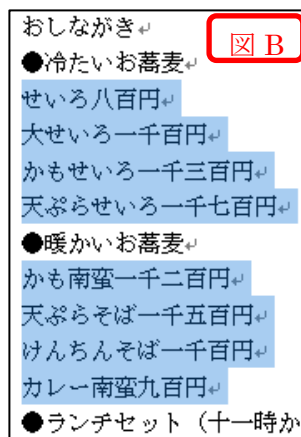 おしながき
図 B
●冷たいお蕎麦
せいろ八百円
大せいろ一千百円
かもせいろ一千三百円
天ぷらせいろ一千七百円
●暖かいお蕎麦
かも南蛮一千二百円
天ぷらそば一千五百円
けんちんそば一千百円
カレー南蛮九百円
●ランチセット（十一時か